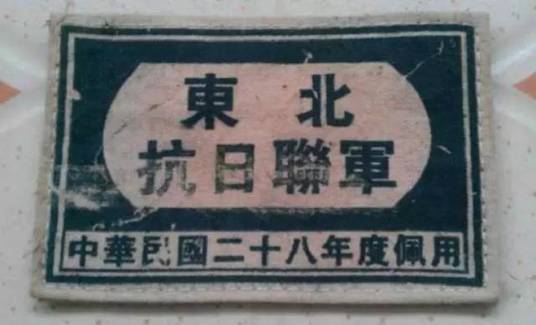 東北
抗日聯軍
中華民國二十八年度佩用